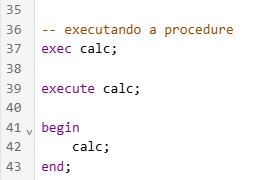 35
36 -- executando a procedure
37 exec calc;
38
39 execute calc;
40
41 begin
42 calc;
43 end;